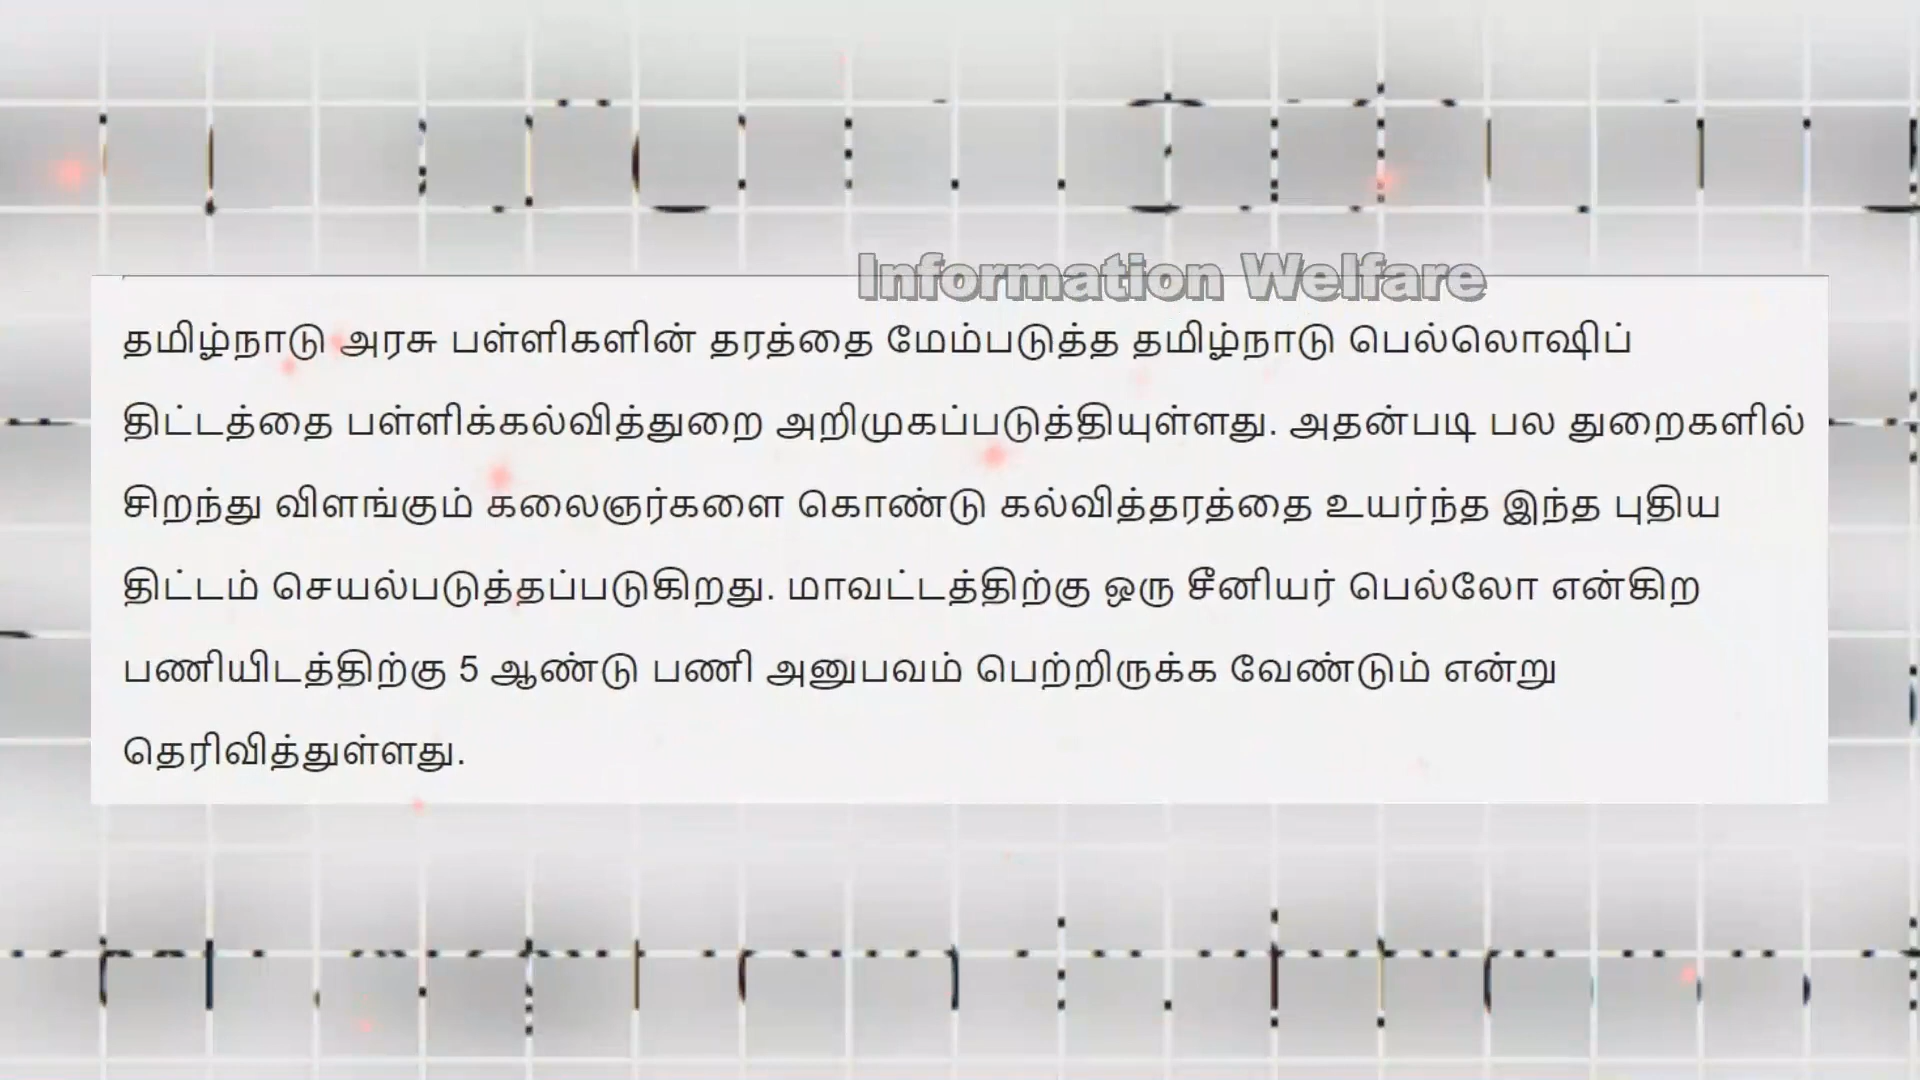 Information Welfare
தமிழ்நாடு அரசு பள்ளிகளின் தரத்தை மேம்படுத்த தமிழ்நாடு பெல்லொஷிப்
திட்டத்தை பள்ளிக்கல்வித்துறை அறிமுகப்படுத்தியுள்ளது. அதன்படி பல துறைகளில்
சிறந்து விளங்கும் கலைஞர்களை கொண்டு கல்வித்தரத்தை உயர்ந்த இந்த புதிய
திட்டம் செயல்படுத்தப்படுகிறது. மாவட்டத்திற்கு ஒரு சீனியர் பெல்லோ என்கிற
பணியிடத்திற்கு 5 ஆண்டு பணி அனுபவம் பெற்றிருக்க வேண்டும் என்று
தெரிவித்துள்ளது.